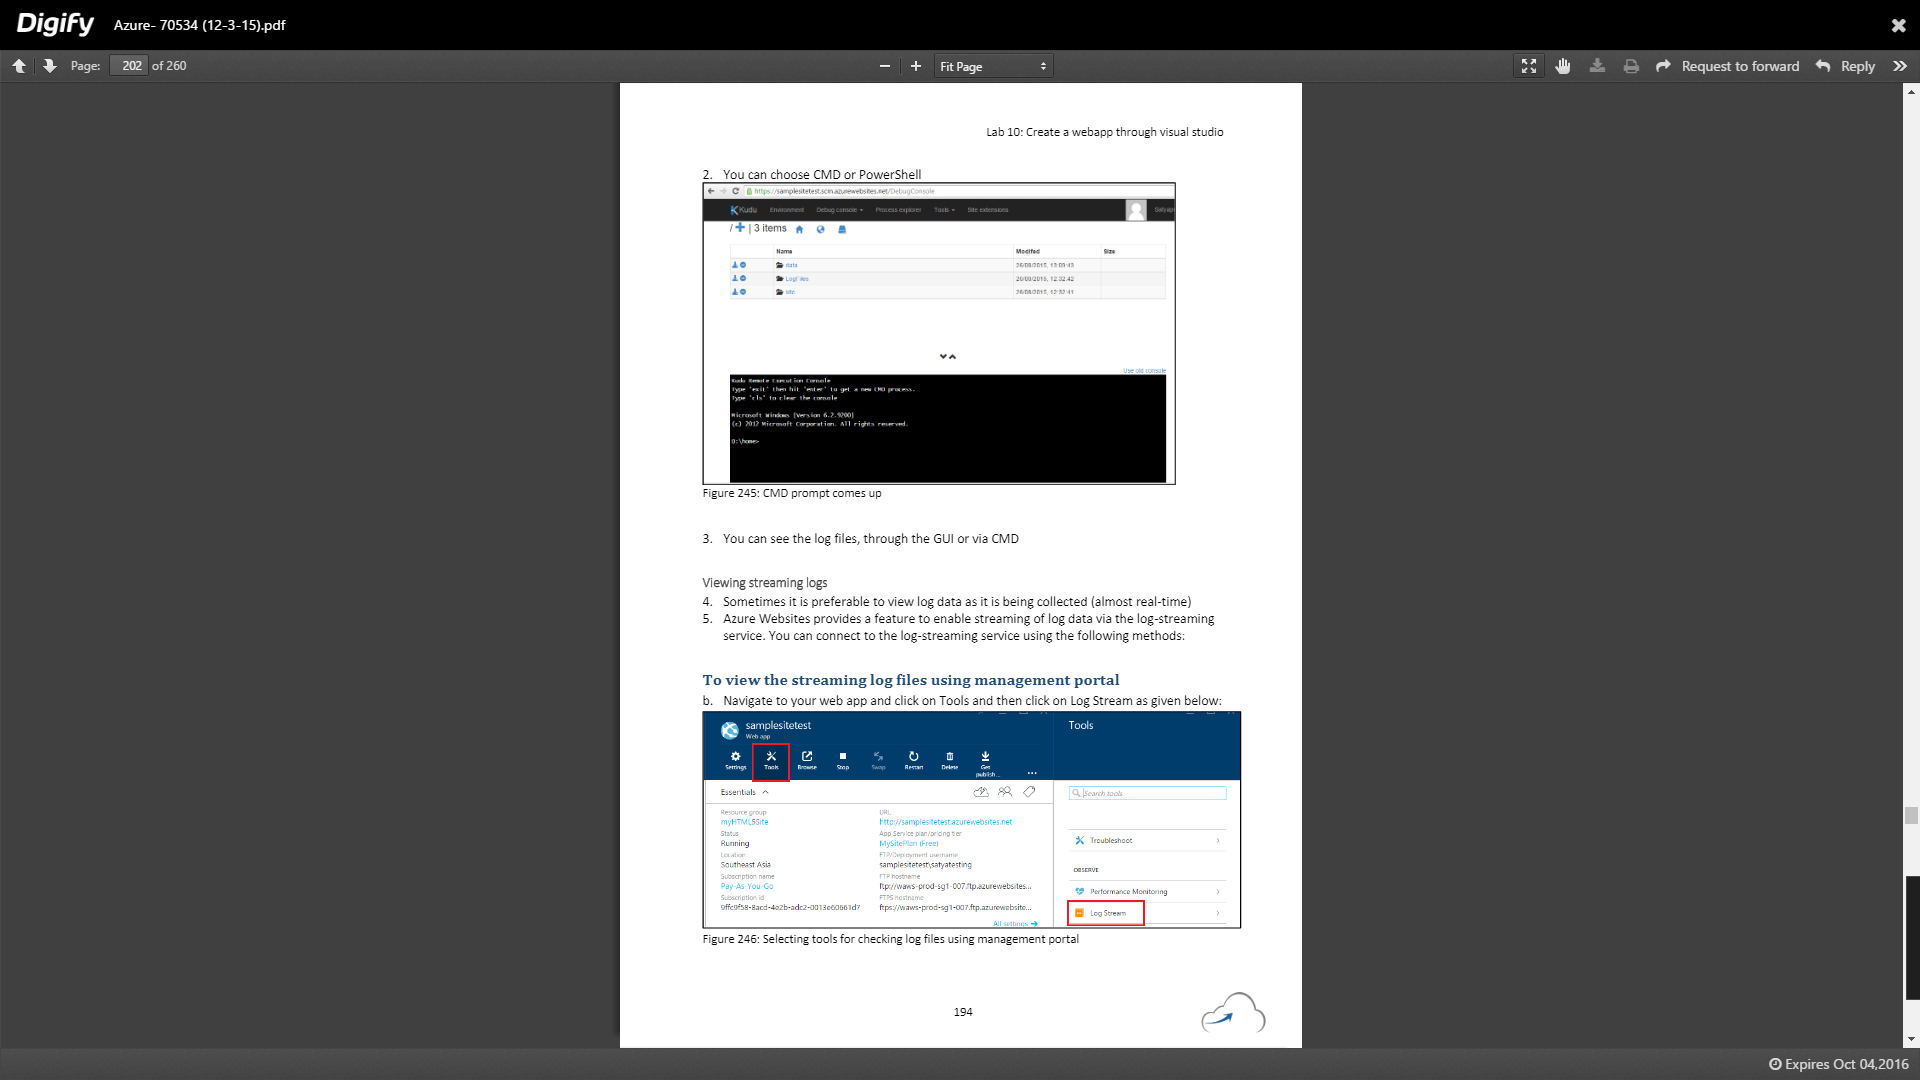 Digify Azure- 70534 (12-3-15).pdf
Page: 202 of 260 Fit Page Request to forward Reply
Lab 10: Create a webapp through visual studio
2. You can choose CMD or PowerShell
https://samplesitetest.scm.azurewebsites.net/DebugConsole
Kudu Environment Debug console Process explorer Tools Site extensions
/ + | 3 items
Name Modified Size
data 26/08/2015, 13:09:43
LogFiles 26/08/2015, 12:32:42
site 26/08/2015, 12:32:41
Use old console
Kudu Remote Execution Console
Type 'exit' then hit 'enter' to get a new CMD process.
Type 'cls' to clear the console
Microsoft Windows [Version 6.2.9200]
(c) 2012 Microsoft Corporation. All rights reserved.
D:\home>
Figure 245: CMD prompt comes up
3. You can see the log files, through the GUI or via CMD
Viewing streaming logs
4. Sometimes it is preferable to view log data as it is being collected (almost real-time)
5. Azure Websites provides a feature to enable streaming of log data via the log-streaming
service. You can connect to the log-streaming service using the following methods:
To view the streaming log files using management portal
b. Navigate to your web app and click on Tools and then click on Log Stream as given below:
samplesitetest
Web app
Settings Tools Browse Stop Swap Restart Delete Get publish... ...
Essentials
Resource group
myHTML5Site
Status
Running
Location
Southeast Asia
Subscription name
Pay-As-You-Go
Subscription id
9ffc9f58-8acd-4e2b-adc2-0013e60661d7
URL
http://samplesitetest.azurewebsites.net
App Service plan/pricing tier
MySitePlan (Free)
FTP/Deployment username
samplesitetest\satyatesting
FTP hostname
ftp://waws-prod-sg1-007.ftp.azurewebsites...
FTPS hostname
ftps://waws-prod-sg1-007.ftp.azurewebsite...
All settings
Tools
Search tools
Troubleshoot
OBSERVE
Performance Monitoring
Log Stream
Figure 246: Selecting tools for checking log files using management portal
194
Expires Oct 04,2016